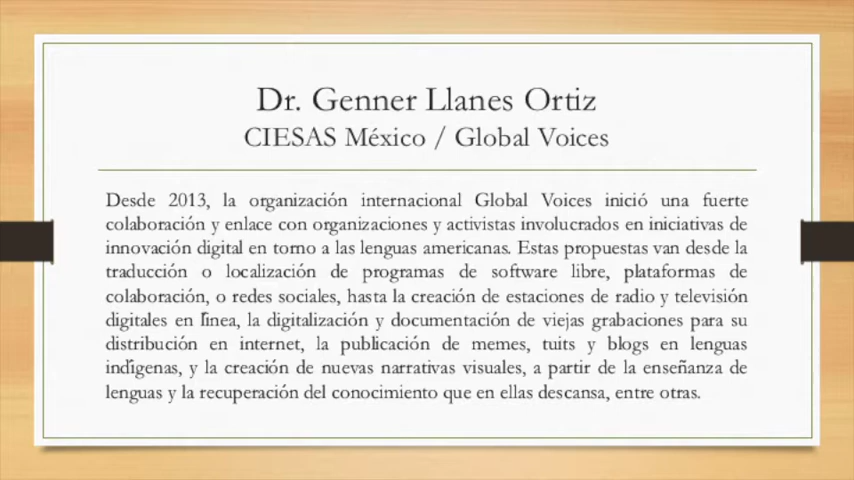 Dr. Genner Llanes Ortiz
CIESAS México / Global Voices
Desde 2013, la organización internacional Global Voices inició una fuerte
colaboración y enlace con organizaciones y activistas involucrados en iniciativas de
innovación digital en torno a las lenguas americanas. Estas propuestas van desde la
traducción o localización de programas de software libre, plataformas de
colaboración, o redes sociales, hasta la creación de estaciones de radio y televisión
digitales en línea, la digitalización y documentación de viejas grabaciones para su
distribución en internet, la publicación de memes, tuits y blogs en lenguas
indígenas, y la creación de nuevas narrativas visuales, a partir de la enseñanza de
lenguas y la recuperación del conocimiento que en ellas descansa, entre otras.